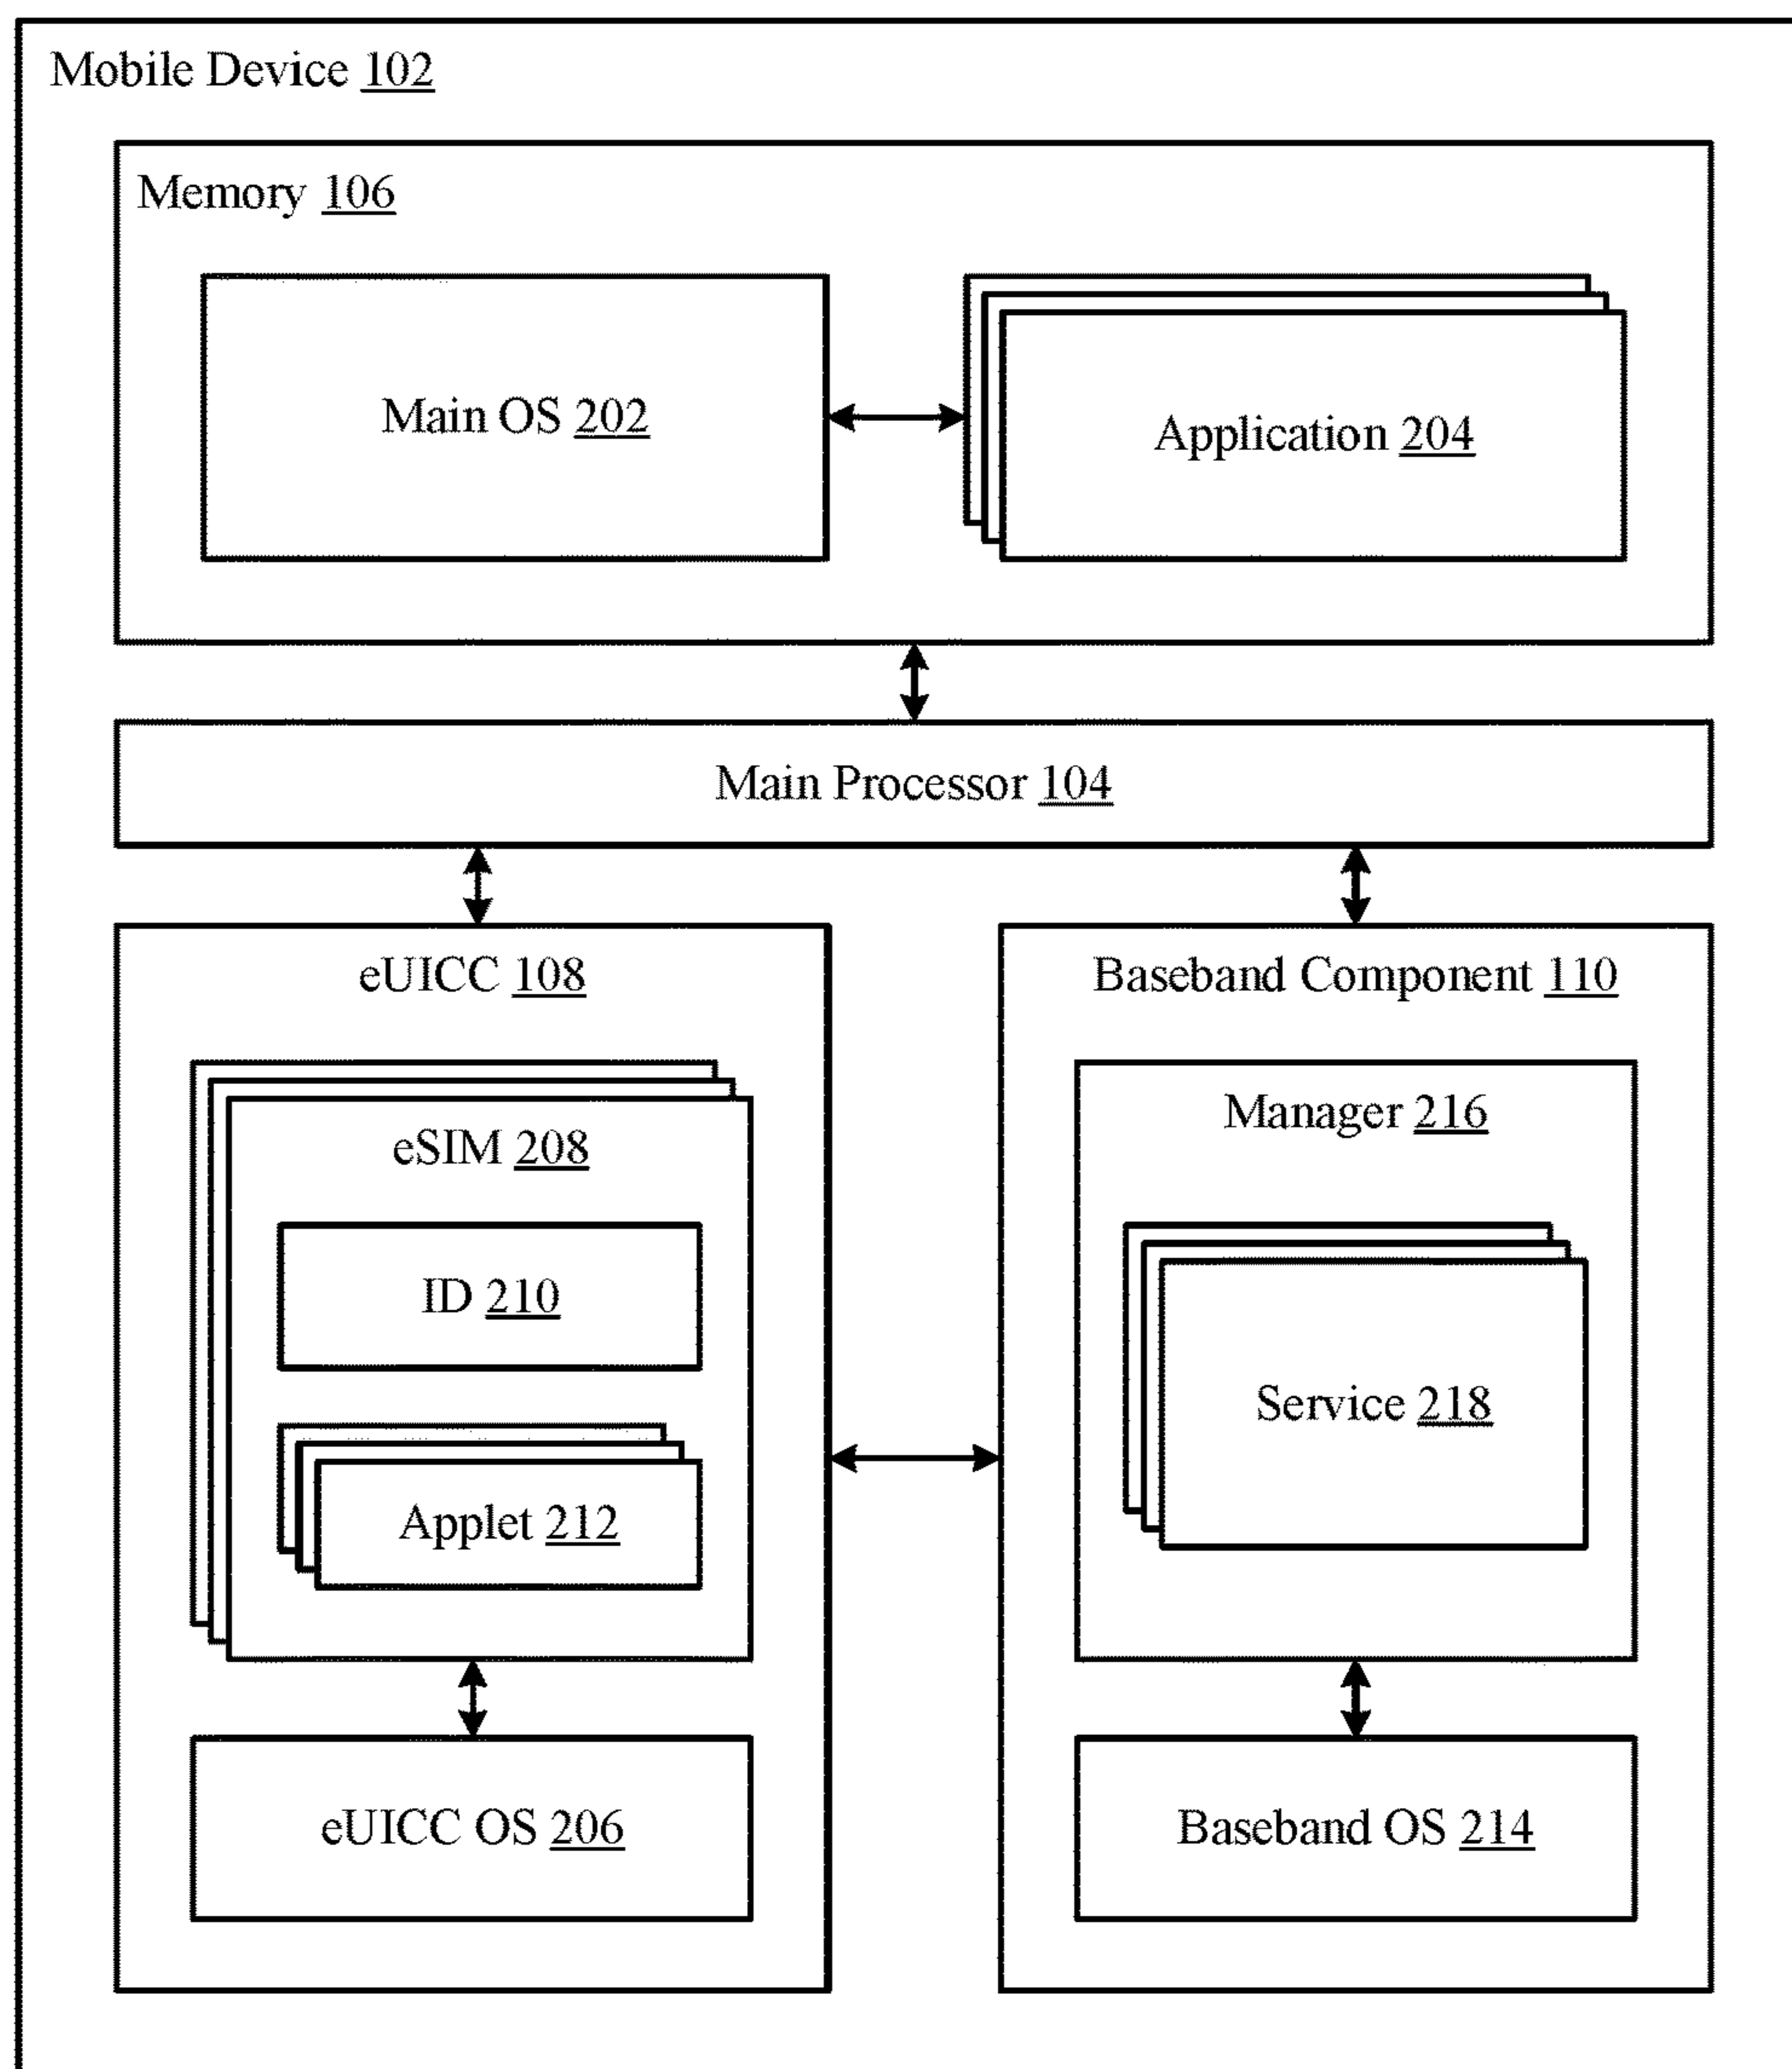 Mobile Device 102
Memory 106
Main OS 202
Application 204
Main Processor 104
eUICC 108
Baseband Component 110
eSIM 208
Manager 216
ID 210
Service 218
Applet 212
eUICC OS 206
Baseband OS 214